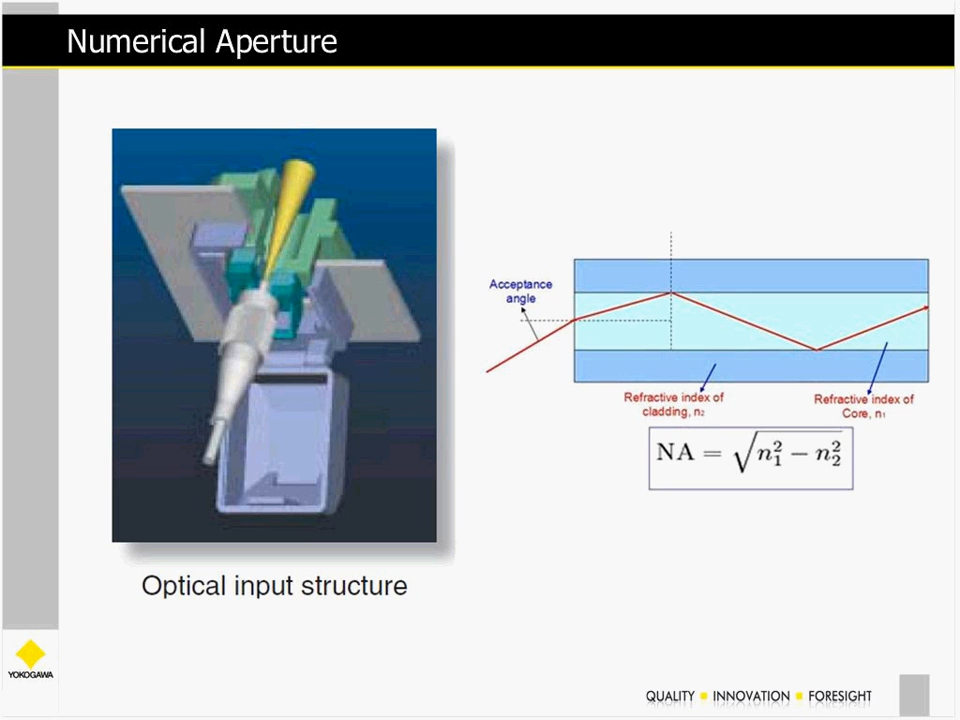 Numerical Aperture
Acceptance
angle
Refractive index of
cladding, n₂
Refractive index of
Core, n₁
NA = √n₁² − n₂²
Optical input structure
YOKOGAWA
QUALITY ■ INNOVATION ■ FORESIGHT